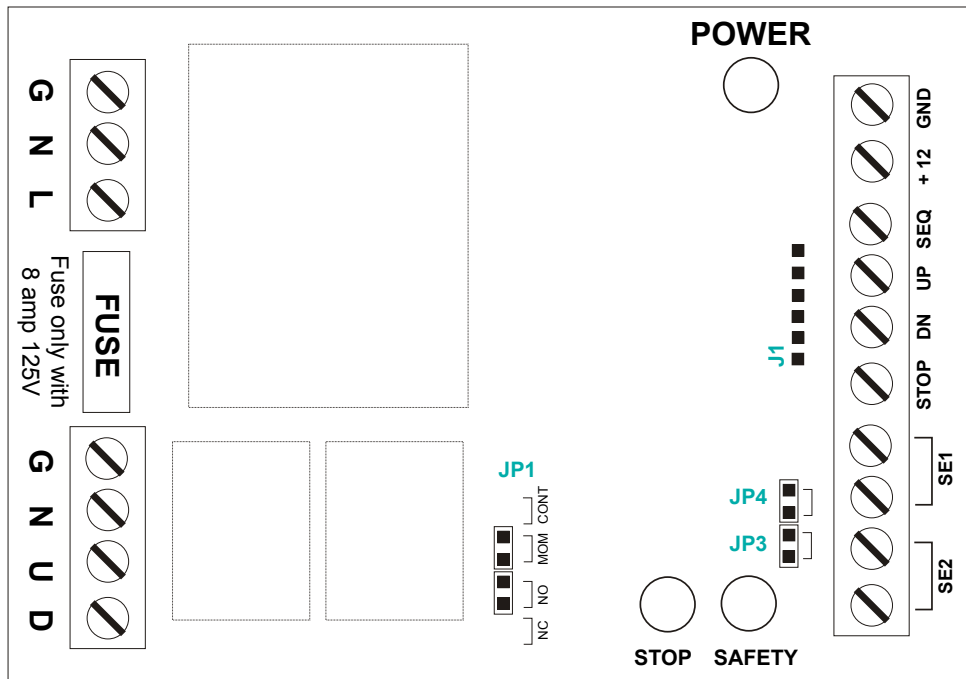 POWER
G
N
L
FUSE
Fuse only with
8 amp 125V
G
N
U
D
JP1
CONT
MOM
NO
NC
J1
JP4
JP3
STOP
SAFETY
GND
+12
SEQ
UP
DN
STOP
SE1
SE2